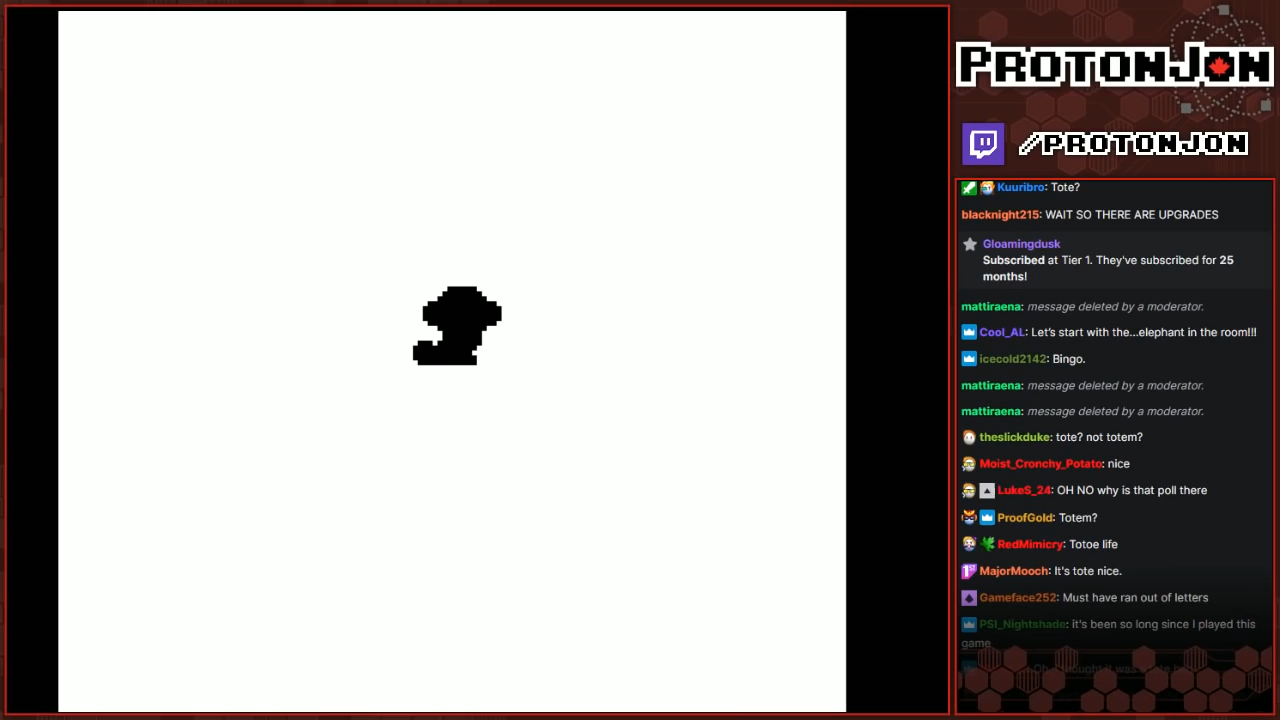 PROTONJON
/PROTONJON
Kuuribro: Tote?
blacknight215: WAIT SO THERE ARE UPGRADES
Gloamingdusk
Subscribed at Tier 1. They've subscribed for 25
months!
mattiraena: message deleted by a moderator.
Cool_AL: Let's start with the...elephant in the room!!!
icecold2142: Bingo.
mattiraena: message deleted by a moderator.
mattiraena: message deleted by a moderator.
theslickduke: tote? not totem?
Moist_Cronchy_Potato: nice
LukeS_24: OH NO why is that poll there
ProofGold: Totem?
RedMimicry: Totoe life
MajorMooch: It's tote nice.
Gameface252: Must have ran out of letters
PSI_Nightshade: it's been so long since I played this
game